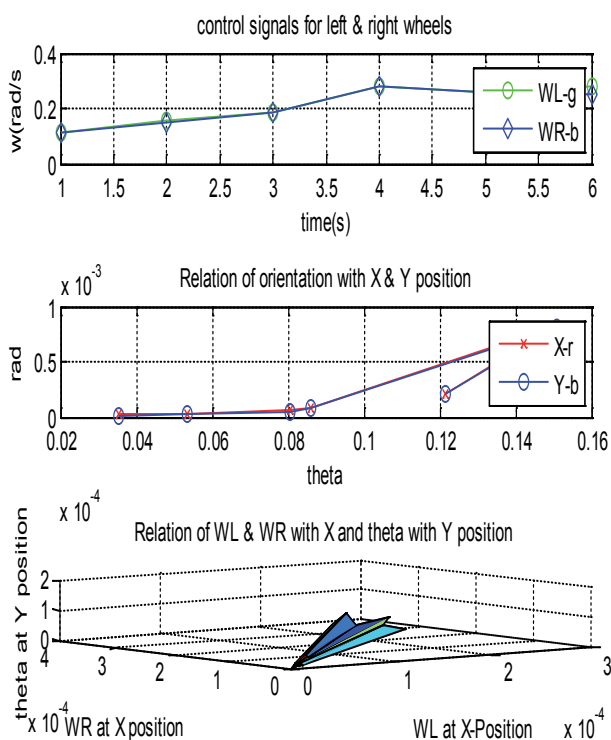 control signals for left & right wheels
0.4
0.2
0
w(rad/s
WL-g
WR-b
1 1.5 2 2.5 3 3.5 4 4.5 5 5.5 6
time(s)
x 10⁻³
Relation of orientation with X & Y position
1
0.5
0
rad
X-r
Y-b
0.02 0.04 0.06 0.08 0.1 0.12 0.14 0.16
theta
x 10⁻⁴
Relation of WL & WR with X and theta with Y position
theta at Y position
2
1
0
4 3 2 1 0
0 1 2 3
x 10⁻⁴
WR at X position
WL at X-Position
x 10⁻⁴